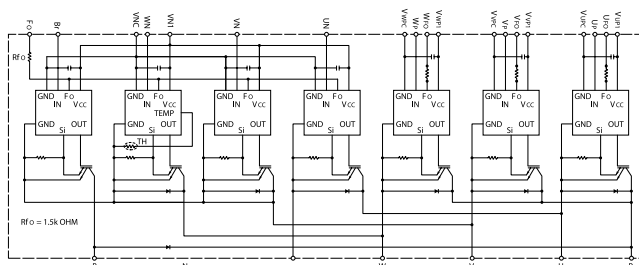 Fo Br VNC WN VN1 VN UN VWPC WP WFO VWP1 VVPC VP VFO VVP1 VUPC UP UFO VUP1
RfO
GND FO
IN VCC
GND OUT
Si
GND FO
IN VCC
TEMP
GND OUT
Si
TH
GND FO
IN VCC
GND OUT
Si
GND FO
IN VCC
GND OUT
Si
GND FO
IN VCC
GND OUT
Si
GND FO
IN VCC
GND OUT
Si
GND FO
IN VCC
GND OUT
Si
RfO = 1.5k OHM